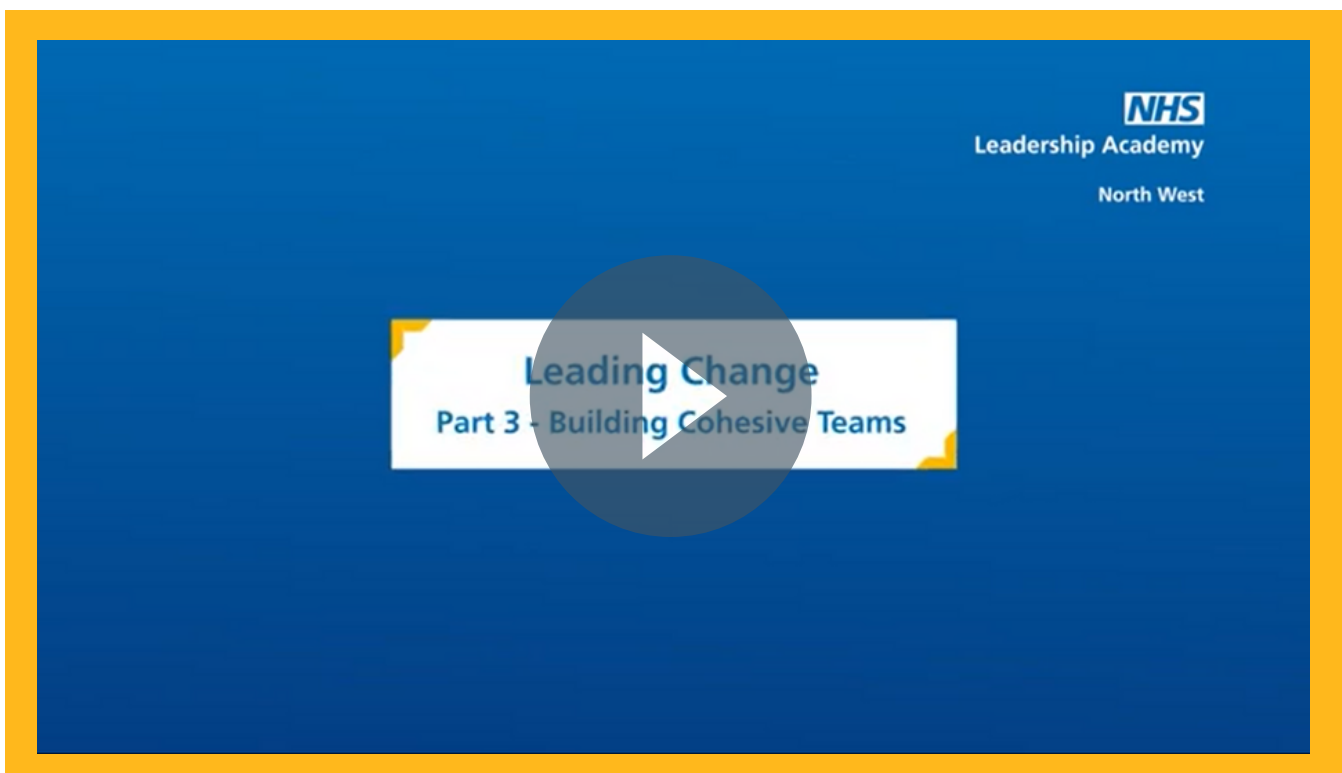 NHS
Leadership Academy
North West
Leading Change
Part 3 - Building Cohesive Teams